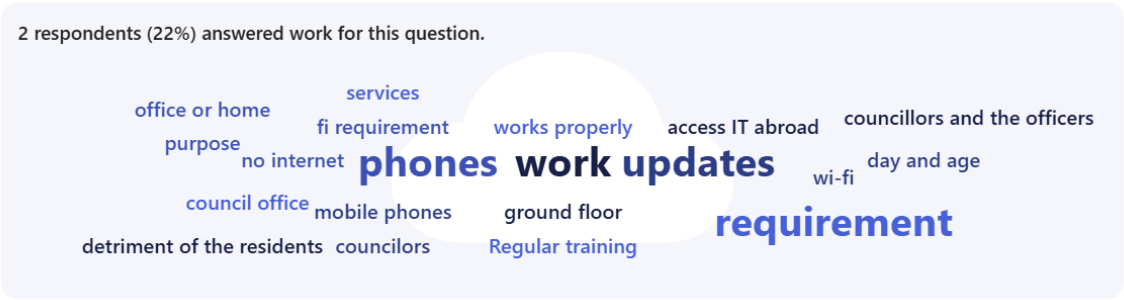 2 respondents (22%) answered work for this question.
services
office or home
councillors and the officers
fi requirement works properly access IT abroad
purpose
no internet phones work updates day and age
wi-fi
council office
mobile phones ground floor requirement
detriment of the residents councilors Regular training